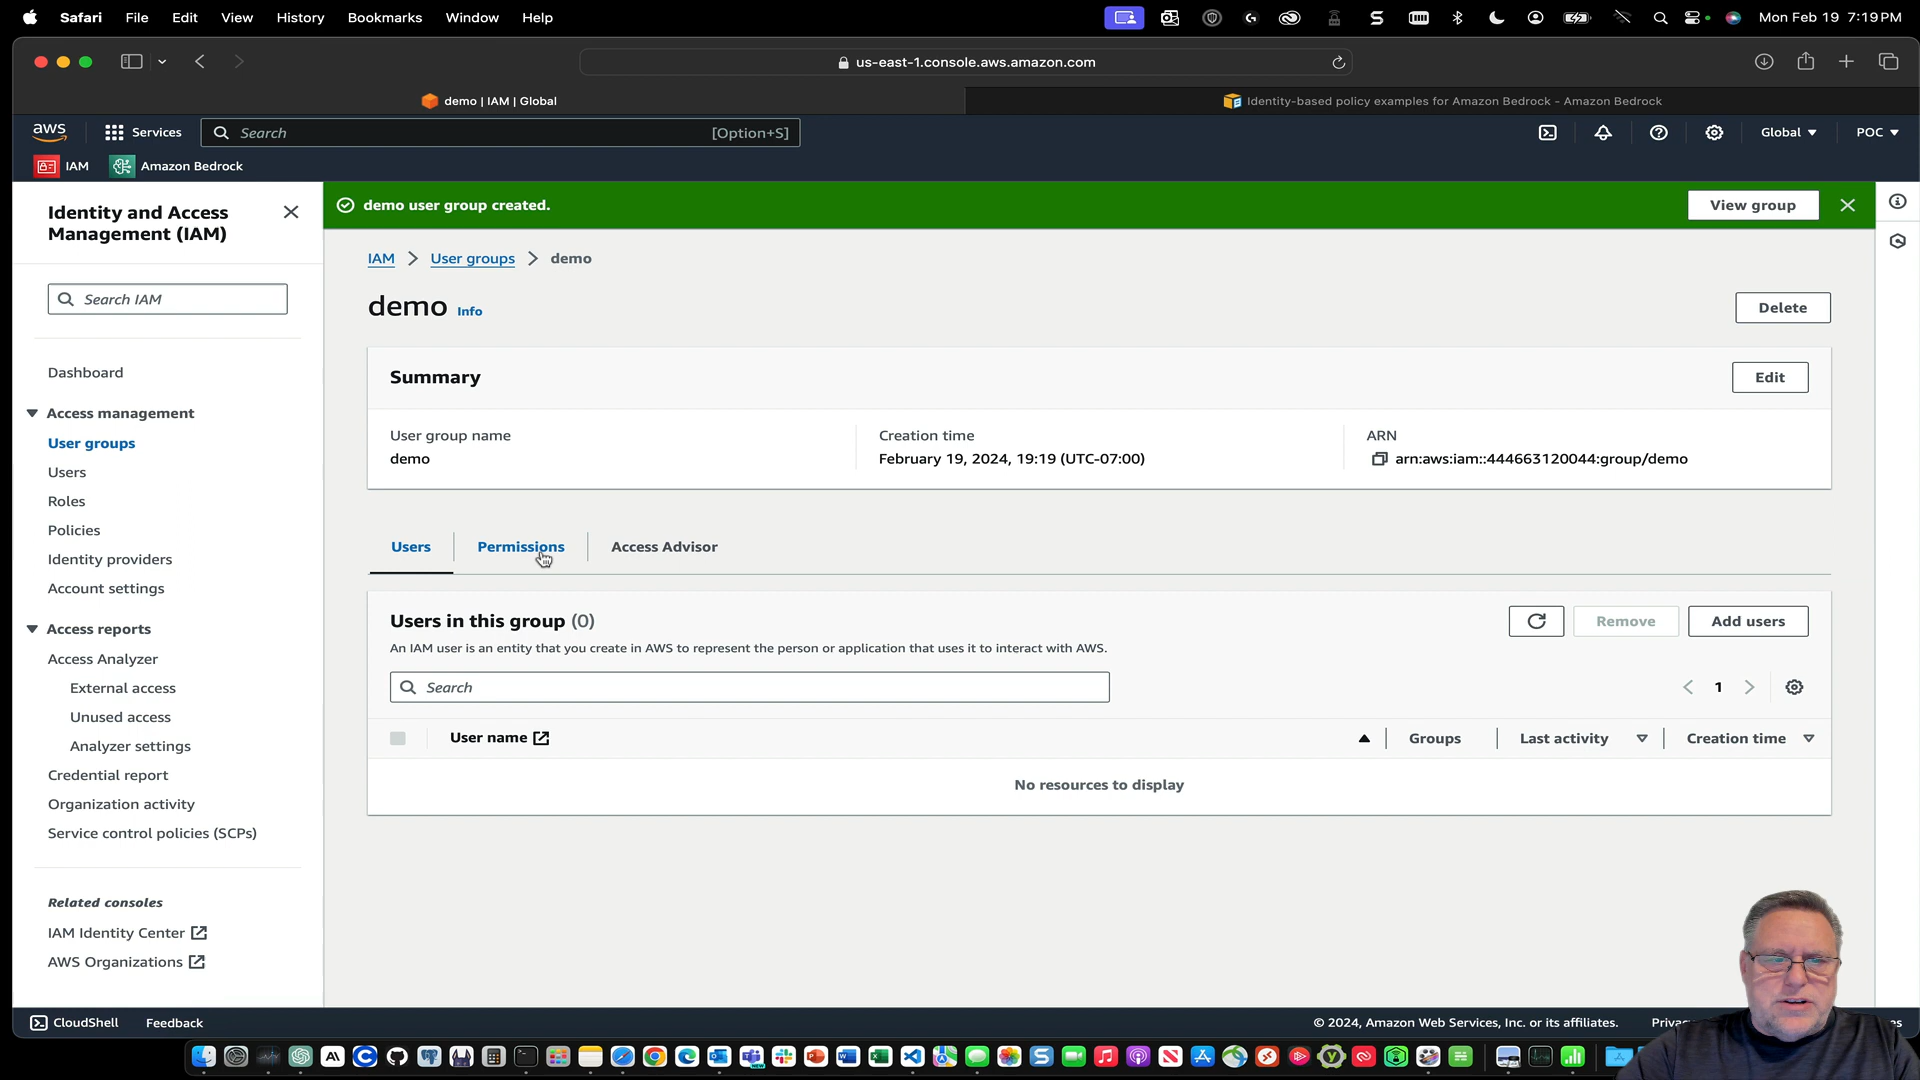 Safari File Edit View History Bookmarks Window Help Mon Feb 19 7:19 PM
us-east-1.console.aws.amazon.com
demo | IAM | Global
Identity-based policy examples for Amazon Bedrock - Amazon Bedrock
aws Services Search [Option+S] Global POC
IAM Amazon Bedrock
Identity and Access
Management (IAM)
Search IAM
Dashboard
Access management
User groups
Users
Roles
Policies
Identity providers
Account settings
Access reports
Access Analyzer
External access
Unused access
Analyzer settings
Credential report
Organization activity
Service control policies (SCPs)
Related consoles
IAM Identity Center
AWS Organizations
demo user group created.
View group
IAM > User groups > demo
demo Info
Delete
Summary
Edit
User group name
demo
Creation time
February 19, 2024, 19:19 (UTC-07:00)
ARN
arn:aws:iam::444663120044:group/demo
Users Permissions Access Advisor
Users in this group (0)
Remove
Add users
An IAM user is an entity that you create in AWS to represent the person or application that uses it to interact with AWS.
Search
1
User name Groups Last activity Creation time
No resources to display
CloudShell Feedback © 2024, Amazon Web Services, Inc. or its affiliates.